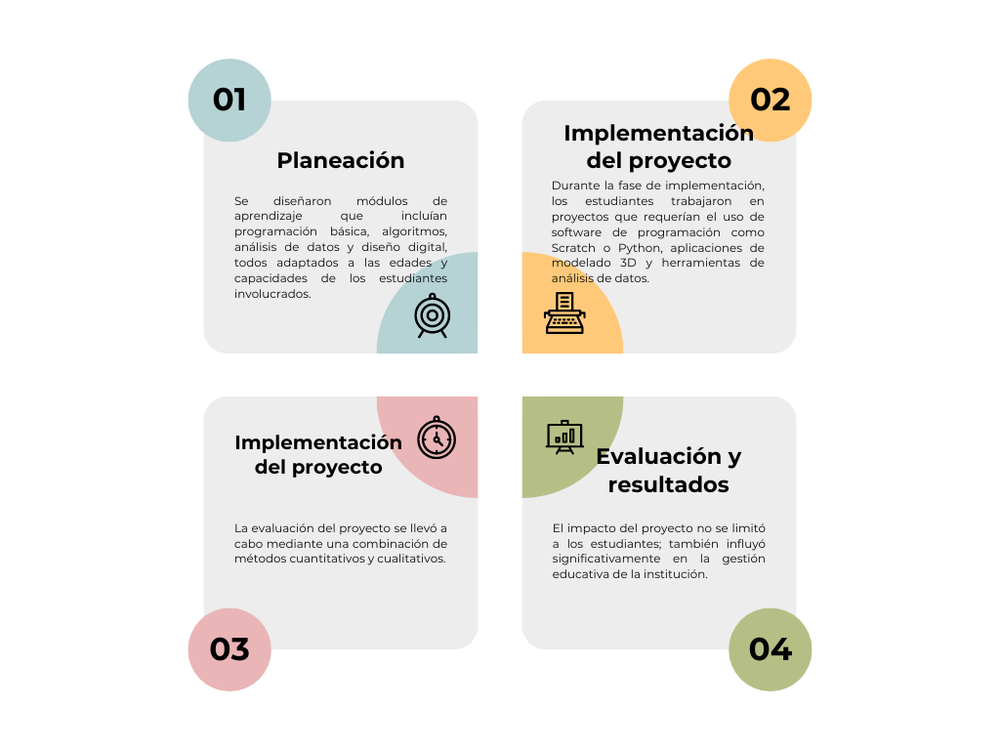 01
Planeación
Se diseñaron módulos de
aprendizaje que incluían
programación básica, algoritmos,
análisis de datos y diseño digital,
todos adaptados a las edades y
capacidades de los estudiantes
involucrados.
02
Implementación
del proyecto
Durante la fase de implementación,
los estudiantes trabajaron en
proyectos que requerían el uso de
software de programación como
Scratch o Python, aplicaciones de
modelado 3D y herramientas de
análisis de datos.
Implementación
del proyecto
La evaluación del proyecto se llevó a
cabo mediante una combinación de
métodos cuantitativos y cualitativos.
03
Evaluación y
resultados
El impacto del proyecto no se limitó
a los estudiantes; también influyó
significativamente en la gestión
educativa de la institución.
04